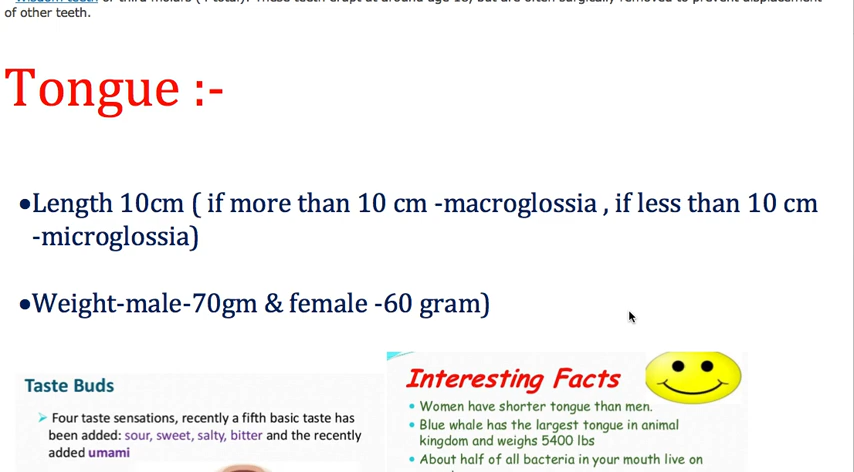 of other teeth.
Tongue :-
•Length 10cm ( if more than 10 cm -macroglossia , if less than 10 cm
-microglossia)
•Weight-male-70gm & female -60 gram)
Taste Buds
➢ Four taste sensations, recently a fifth basic taste has
been added: sour, sweet, salty, bitter and the recently
added umami
Interesting Facts
• Women have shorter tongue than men.
• Blue whale has the largest tongue in animal
kingdom and weighs 5400 lbs
• About half of all bacteria in your mouth live on